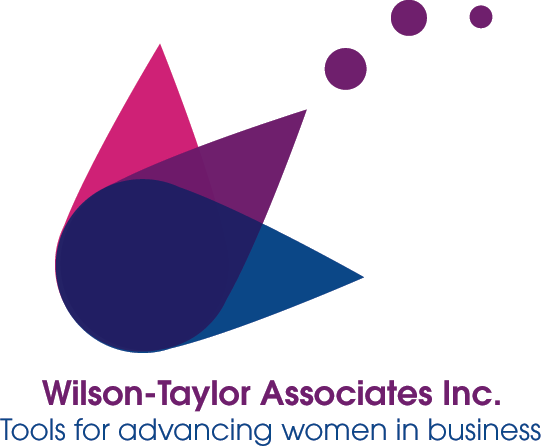 Wilson-Taylor Associates Inc.
Tools for advancing women in business